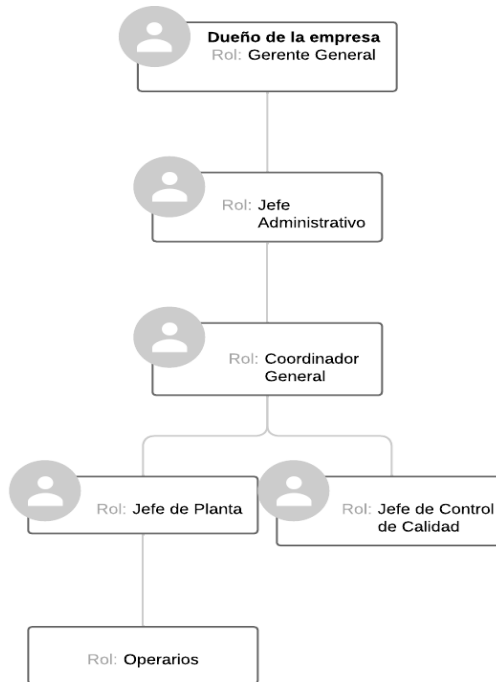 Dueño de la empresa
Rol: Gerente General
Rol: Jefe
Administrativo
Rol: Coordinador
General
Rol: Jefe de Planta
Rol: Jefe de Control
de Calidad
Rol: Operarios